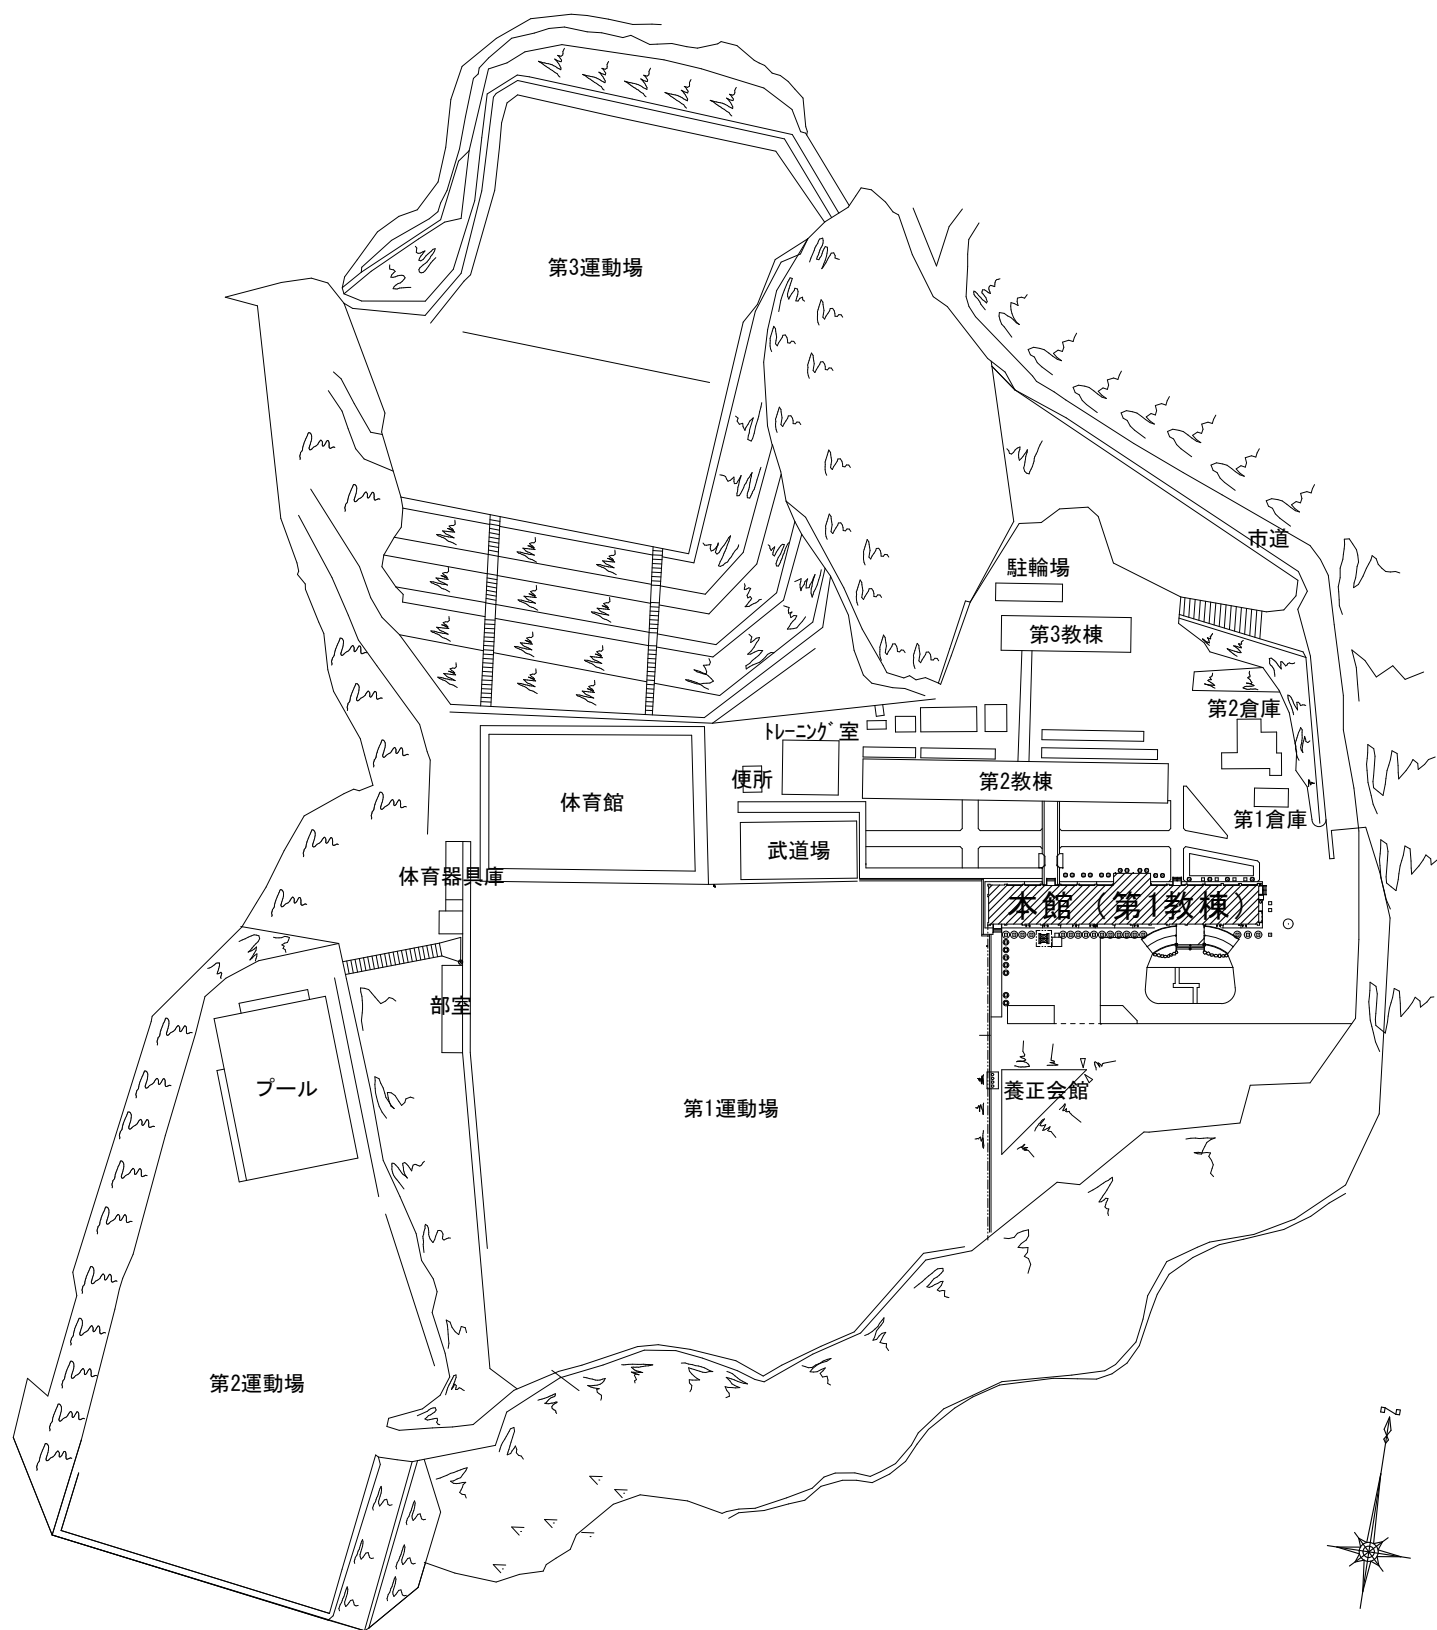 第3運動場
市道
駐輪場
第3教棟
第2倉庫
ﾄﾚｰﾆﾝｸﾞ室
便所
第2教棟
体育館
第1倉庫
武道場
体育器具庫
本館（第1教棟）
部室
プール
養正会館
第1運動場
第2運動場
N